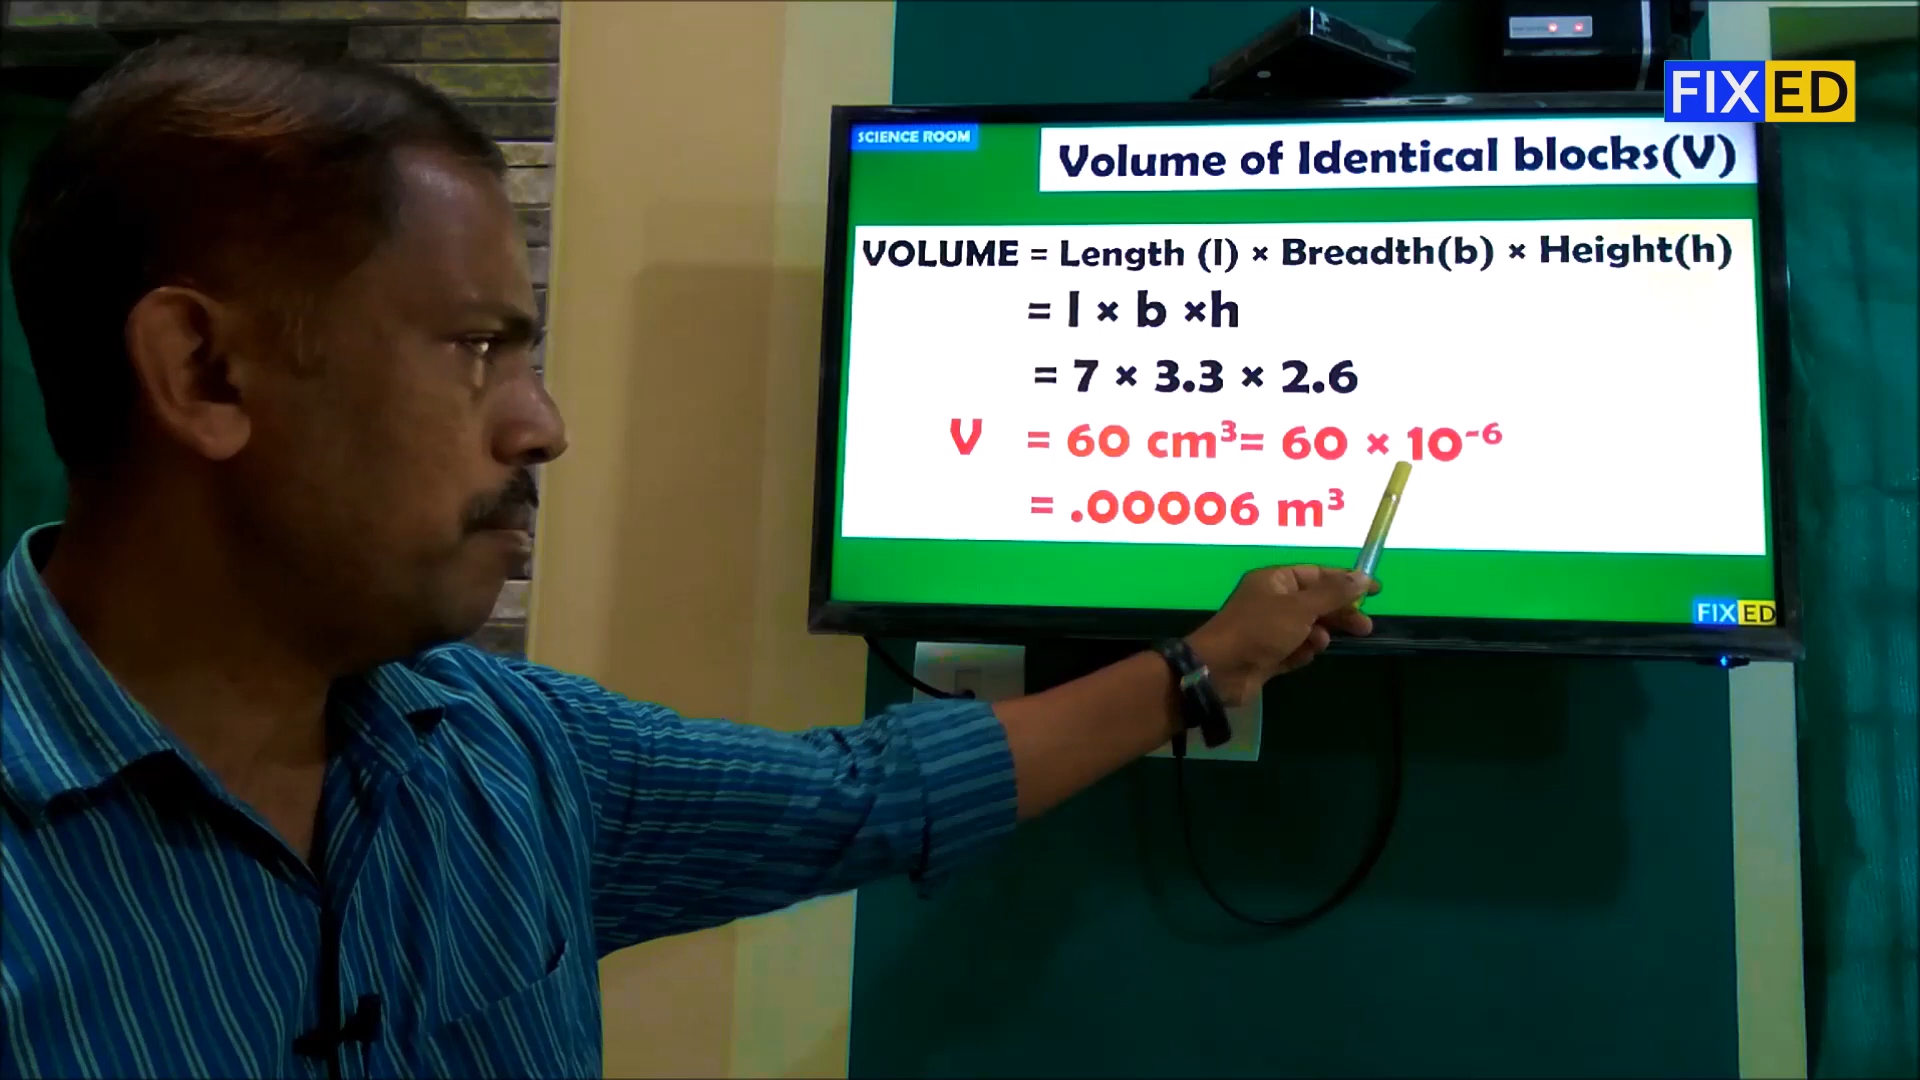 FIXED
SCIENCE ROOM
Volume of Identical blocks(V)
VOLUME = Length (l) × Breadth(b) × Height(h)
= l × b ×h
= 7 × 3.3 × 2.6
V = 60 cm³= 60 × 10⁻⁶
= .00006 m³
FIXED